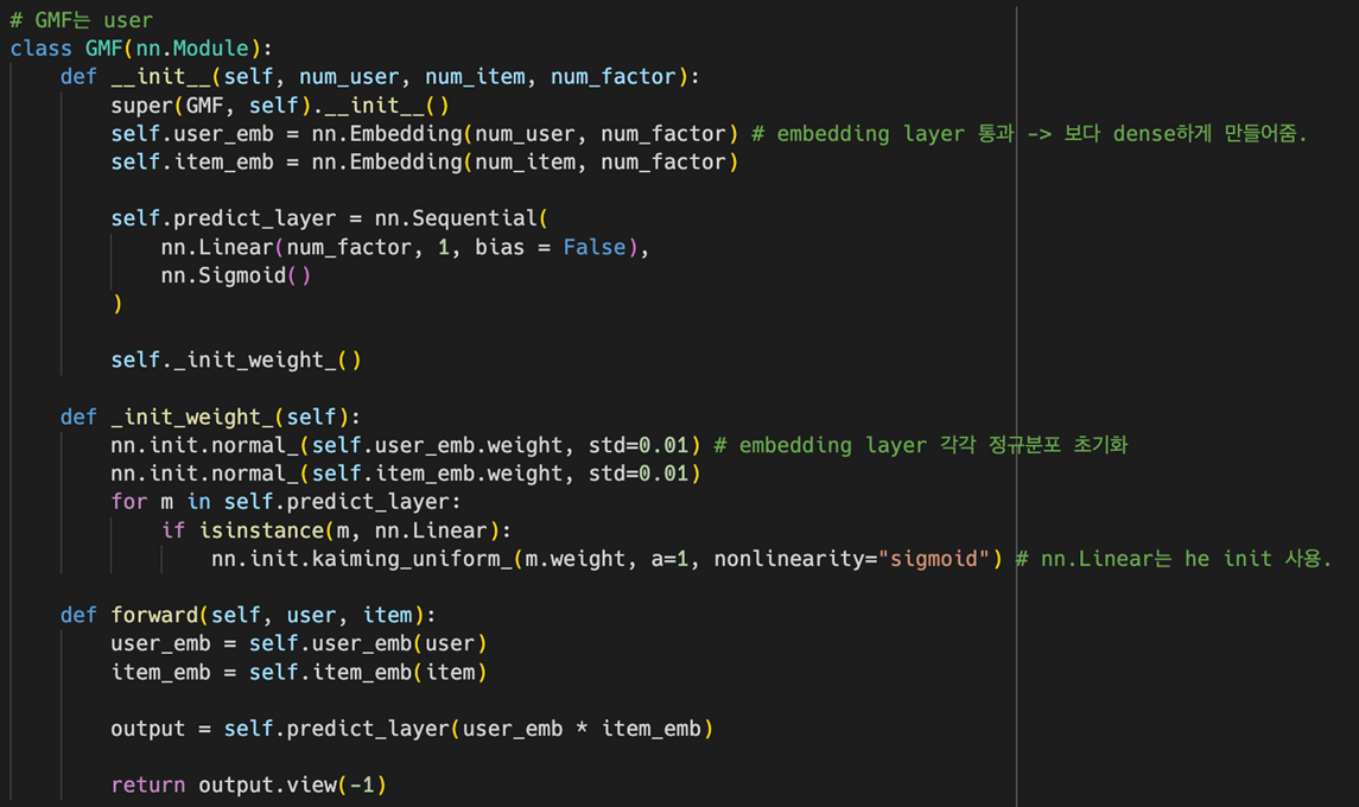 # GMF는 user
class GMF(nn.Module):
    def __init__(self, num_user, num_item, num_factor):
        super(GMF, self).__init__()
        self.user_emb = nn.Embedding(num_user, num_factor) # embedding layer 통과 -> 보다 dense하게 만들어줌.
        self.item_emb = nn.Embedding(num_item, num_factor)

        self.predict_layer = nn.Sequential(
            nn.Linear(num_factor, 1, bias = False),
            nn.Sigmoid()
        )

        self._init_weight_()

    def _init_weight_(self):
        nn.init.normal_(self.user_emb.weight, std=0.01) # embedding layer 각각 정규분포 초기화
        nn.init.normal_(self.item_emb.weight, std=0.01)
        for m in self.predict_layer:
            if isinstance(m, nn.Linear):
                nn.init.kaiming_uniform_(m.weight, a=1, nonlinearity="sigmoid") # nn.Linear는 he init 사용.

    def forward(self, user, item):
        user_emb = self.user_emb(user)
        item_emb = self.item_emb(item)

        output = self.predict_layer(user_emb * item_emb)

        return output.view(-1)